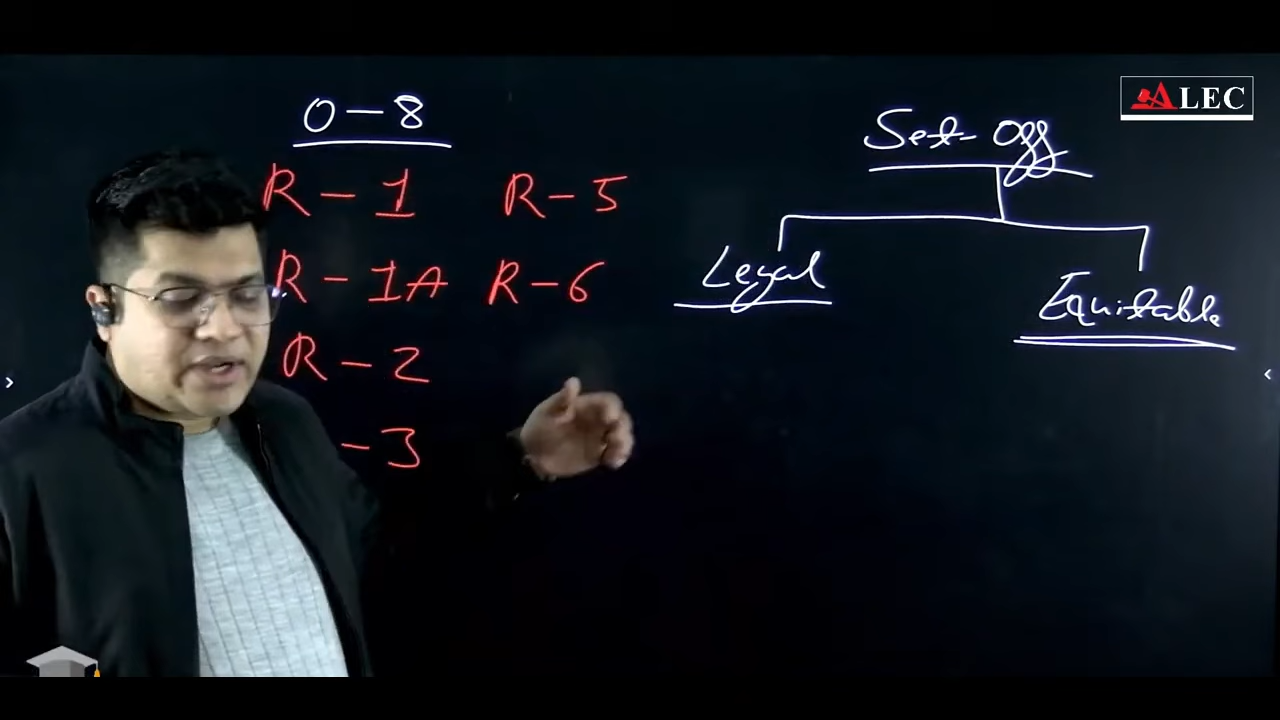 O-8
R-1 R-5
R-1A R-6
R-2
-3
Set-Off
Legal
Equitable
ALEC